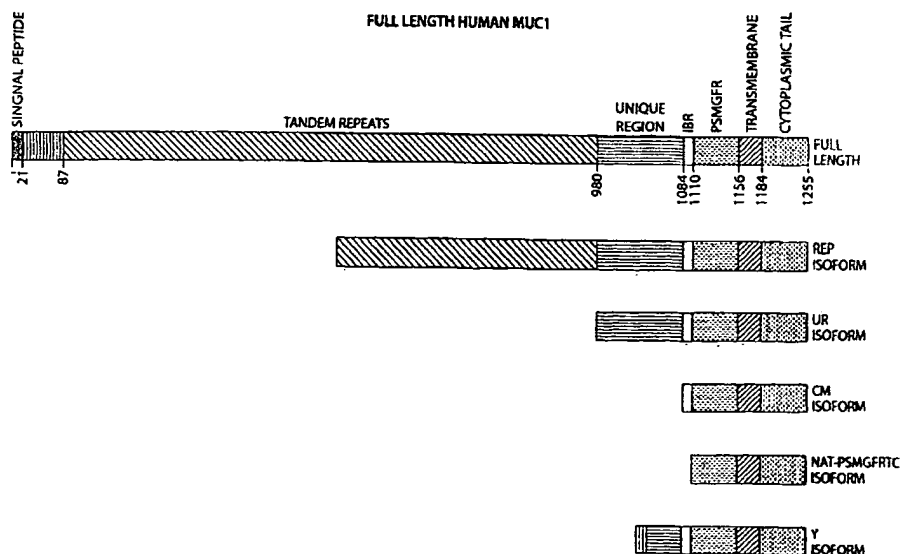 FULL LENGTH HUMAN MUC1
SINGNAL PEPTIDE
TANDEM REPEATS
UNIQUE
REGION
IBR
PSMGFR
TRANSMEMBRANE
CYTOPLASMIC TAIL
FULL
LENGTH
1
21
87
980
1084
1110
1156
1184
1255
REP
ISOFORM
UR
ISOFORM
CM
ISOFORM
NAT-PSMGFRTC
ISOFORM
Y
ISOFORM